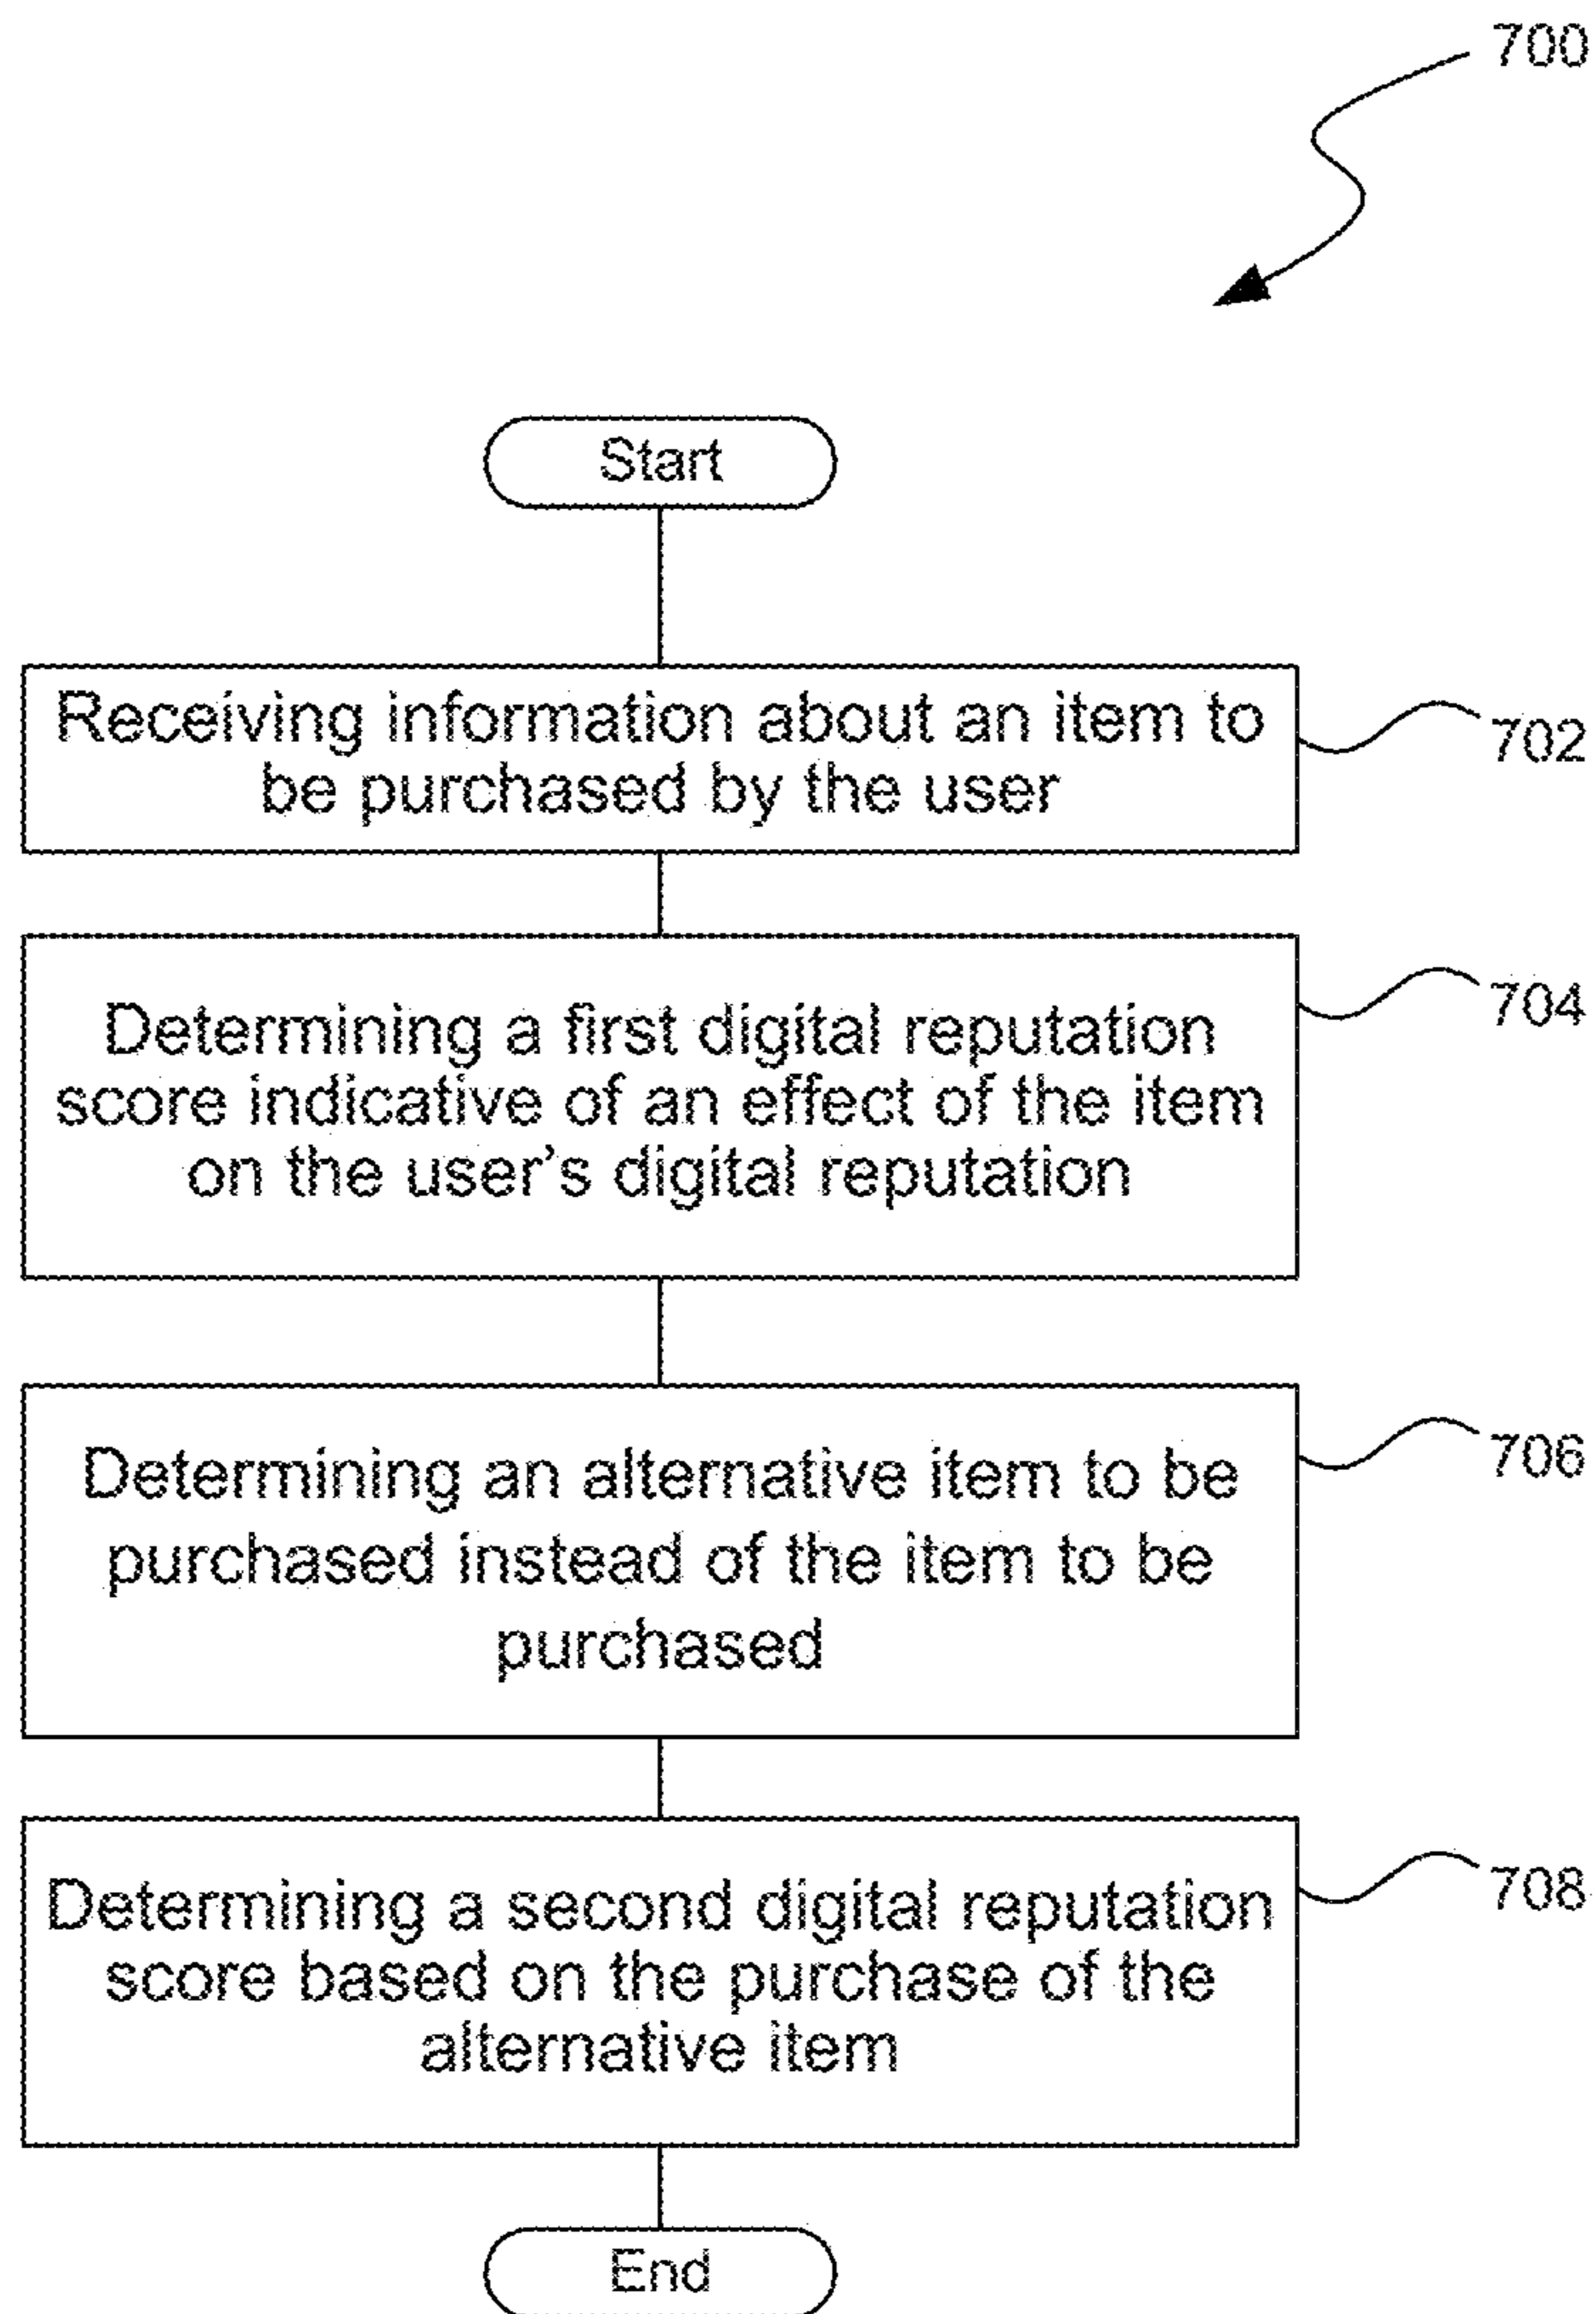 700
Start
Receiving information about an item to
be purchased by the user
702
Determining a first digital reputation
score indicative of an effect of the item
on the user's digital reputation
704
Determining an alternative item to be
purchased instead of the item to be
purchased
706
Determining a second digital reputation
score based on the purchase of the
alternative item
708
End